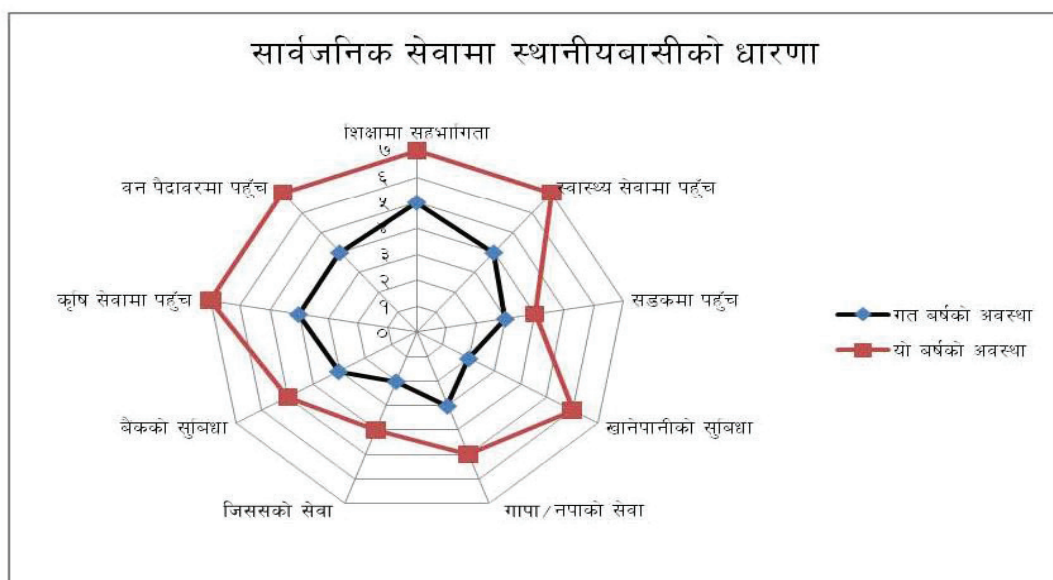 सार्वजनिक सेवामा स्थानीयबासीको धारणा
शिक्षामा सहभागिता
७
वन पैदावरमा पहुँच
६
स्वास्थ्य सेवामा पहुँच
५
४
३
कृषि सेवामा पहुँच
२
सडकमा पहुँच
१
०
गत बर्षको अवस्था
यो बर्षको अवस्था
बैकको सुबिधा
खानेपानीको सुबिधा
जिससको सेवा
गापा/नपाको सेवा